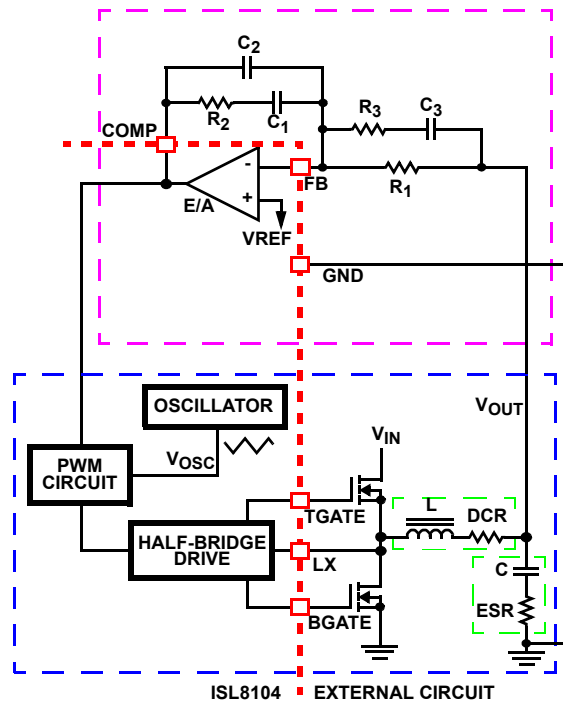 C2
R2
C1
R3
C3
COMP
-
FB
R1
+
E/A
VREF
GND
OSCILLATOR
VOUT
VIN
PWM
CIRCUIT
VOSC
TGATE
L
DCR
HALF-BRIDGE
DRIVE
LX
C
ESR
BGATE
ISL8104
EXTERNAL CIRCUIT